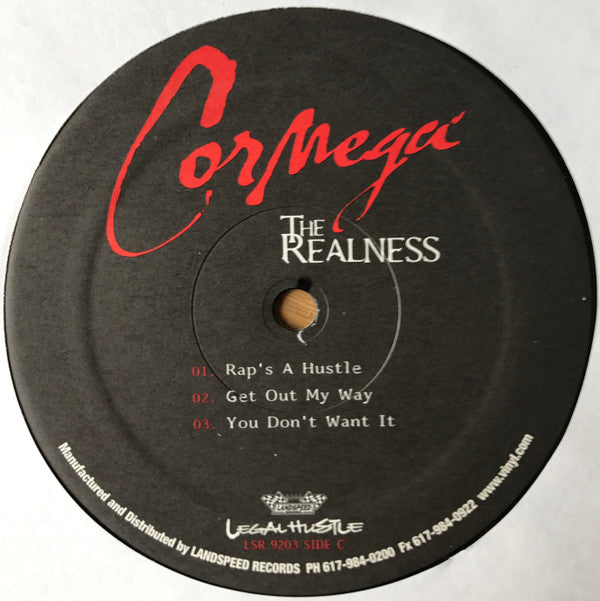 Cormega
THE
REALNESS
01. Rap's A Hustle
02. Get Out My Way
03. You Don't Want It
LANDSPEED
LEGAL HUSTLE
LSR 9203 SIDE C
Manufactured and Distributed by LANDSPEED RECORDS PH 617-984-0200 Fx 617-984-0922 www.vinyl.com